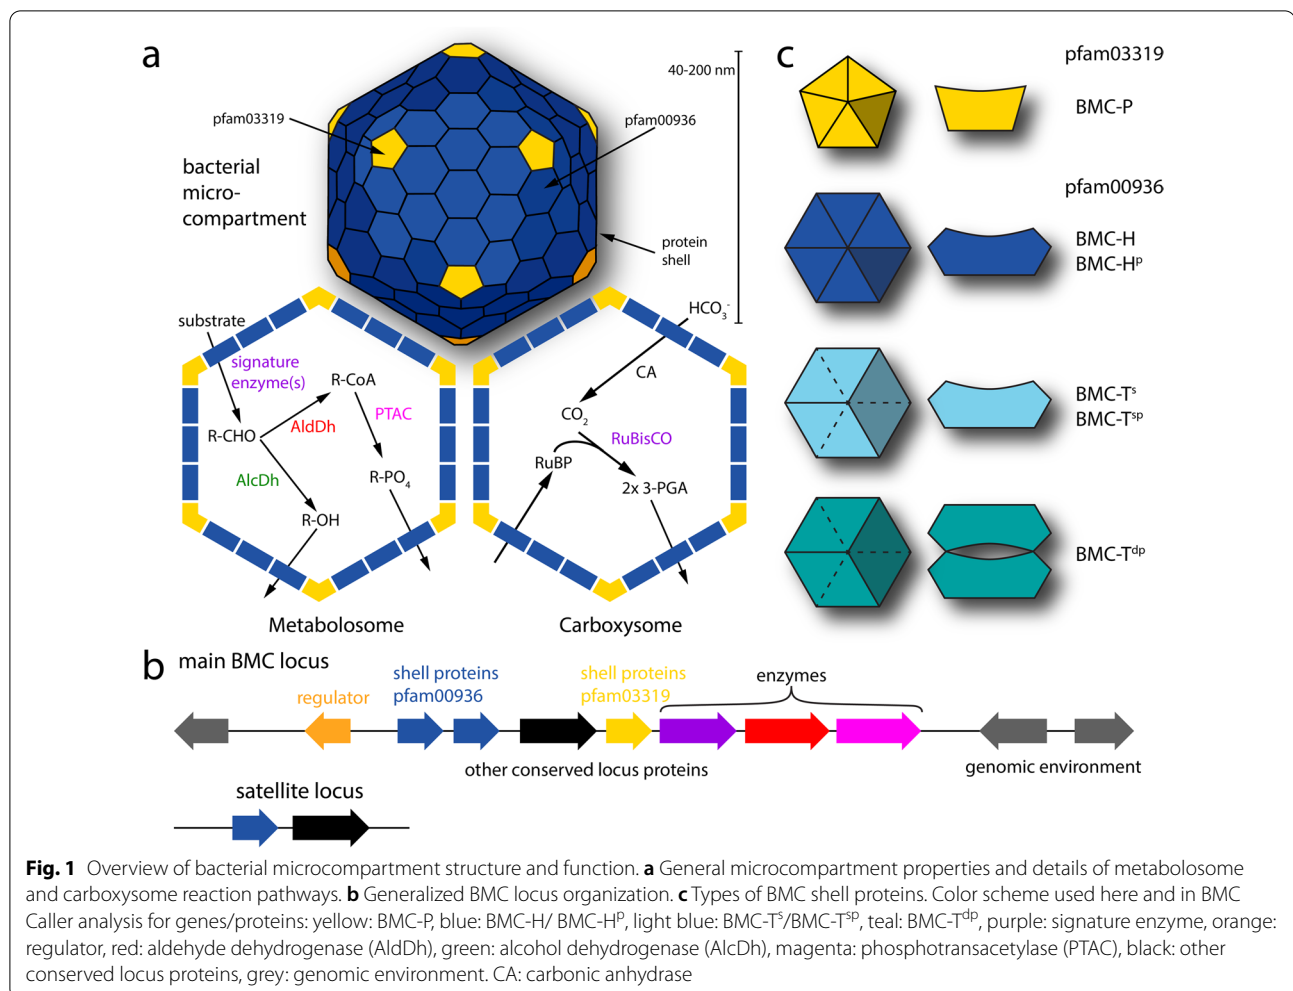 a
40-200 nm
pfam03319
pfam00936
bacterial
micro-
compartment
protein
shell
substrate
signature
enzyme(s)
R-CoA
PTAC
R-CHO
AldDh
AlcDh
R-PO4
R-OH
Metabolosome
HCO3-
CA
CO2
RuBisCO
RuBP
2x 3-PGA
Carboxysome
c
pfam03319
BMC-P
pfam00936
BMC-H
BMC-Hp
BMC-Ts
BMC-Tsp
BMC-Tdp
b
main BMC locus
regulator
shell proteins
pfam00936
shell proteins
pfam03319
enzymes
other conserved locus proteins
genomic environment
satellite locus
Fig. 1 Overview of bacterial microcompartment structure and function. a General microcompartment properties and details of metabolosome
and carboxysome reaction pathways. b Generalized BMC locus organization. c Types of BMC shell proteins. Color scheme used here and in BMC
Caller analysis for genes/proteins: yellow: BMC-P, blue: BMC-H/ BMC-Hp, light blue: BMC-Ts/BMC-Tsp, teal: BMC-Tdp, purple: signature enzyme, orange:
regulator, red: aldehyde dehydrogenase (AldDh), green: alcohol dehydrogenase (AlcDh), magenta: phosphotransacetylase (PTAC), black: other
conserved locus proteins, grey: genomic environment. CA: carbonic anhydrase